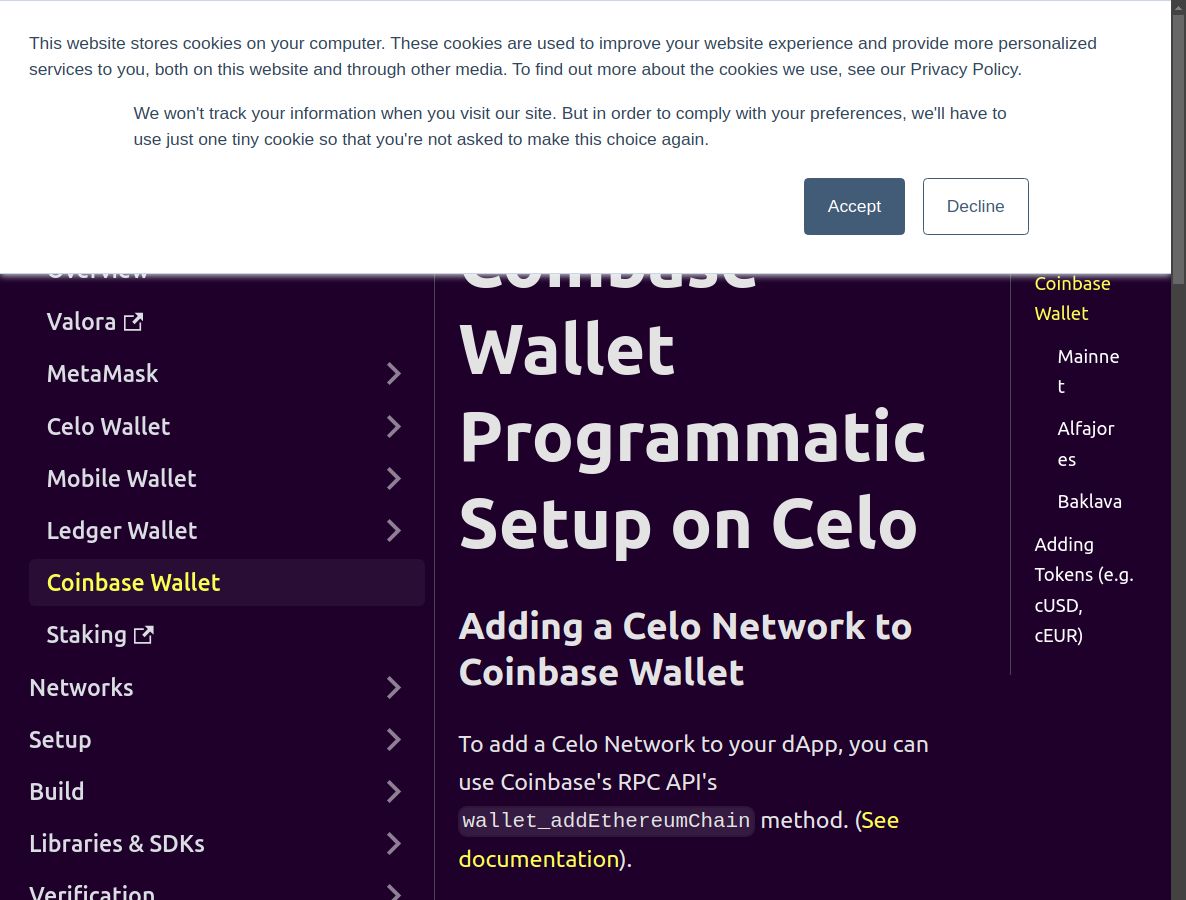 This website stores cookies on your computer. These cookies are used to improve your website experience and provide more personalized
services to you, both on this website and through other media. To find out more about the cookies we use, see our Privacy Policy.
We won't track your information when you visit our site. But in order to comply with your preferences, we'll have to
use just one tiny cookie so that you're not asked to make this choice again.
Accept
Decline
Overview
Valora
MetaMask
Celo Wallet
Mobile Wallet
Ledger Wallet
Coinbase Wallet
Staking
Networks
Setup
Build
Libraries & SDKs
Verification
Coinbase
Wallet
Programmatic
Setup on Celo
Adding a Celo Network to
Coinbase Wallet
To add a Celo Network to your dApp, you can
use Coinbase's RPC API's
wallet_addEthereumChain method. (See
documentation).
Coinbase
Wallet
Mainne
t
Alfajor
es
Baklava
Adding
Tokens (e.g.
cUSD,
cEUR)